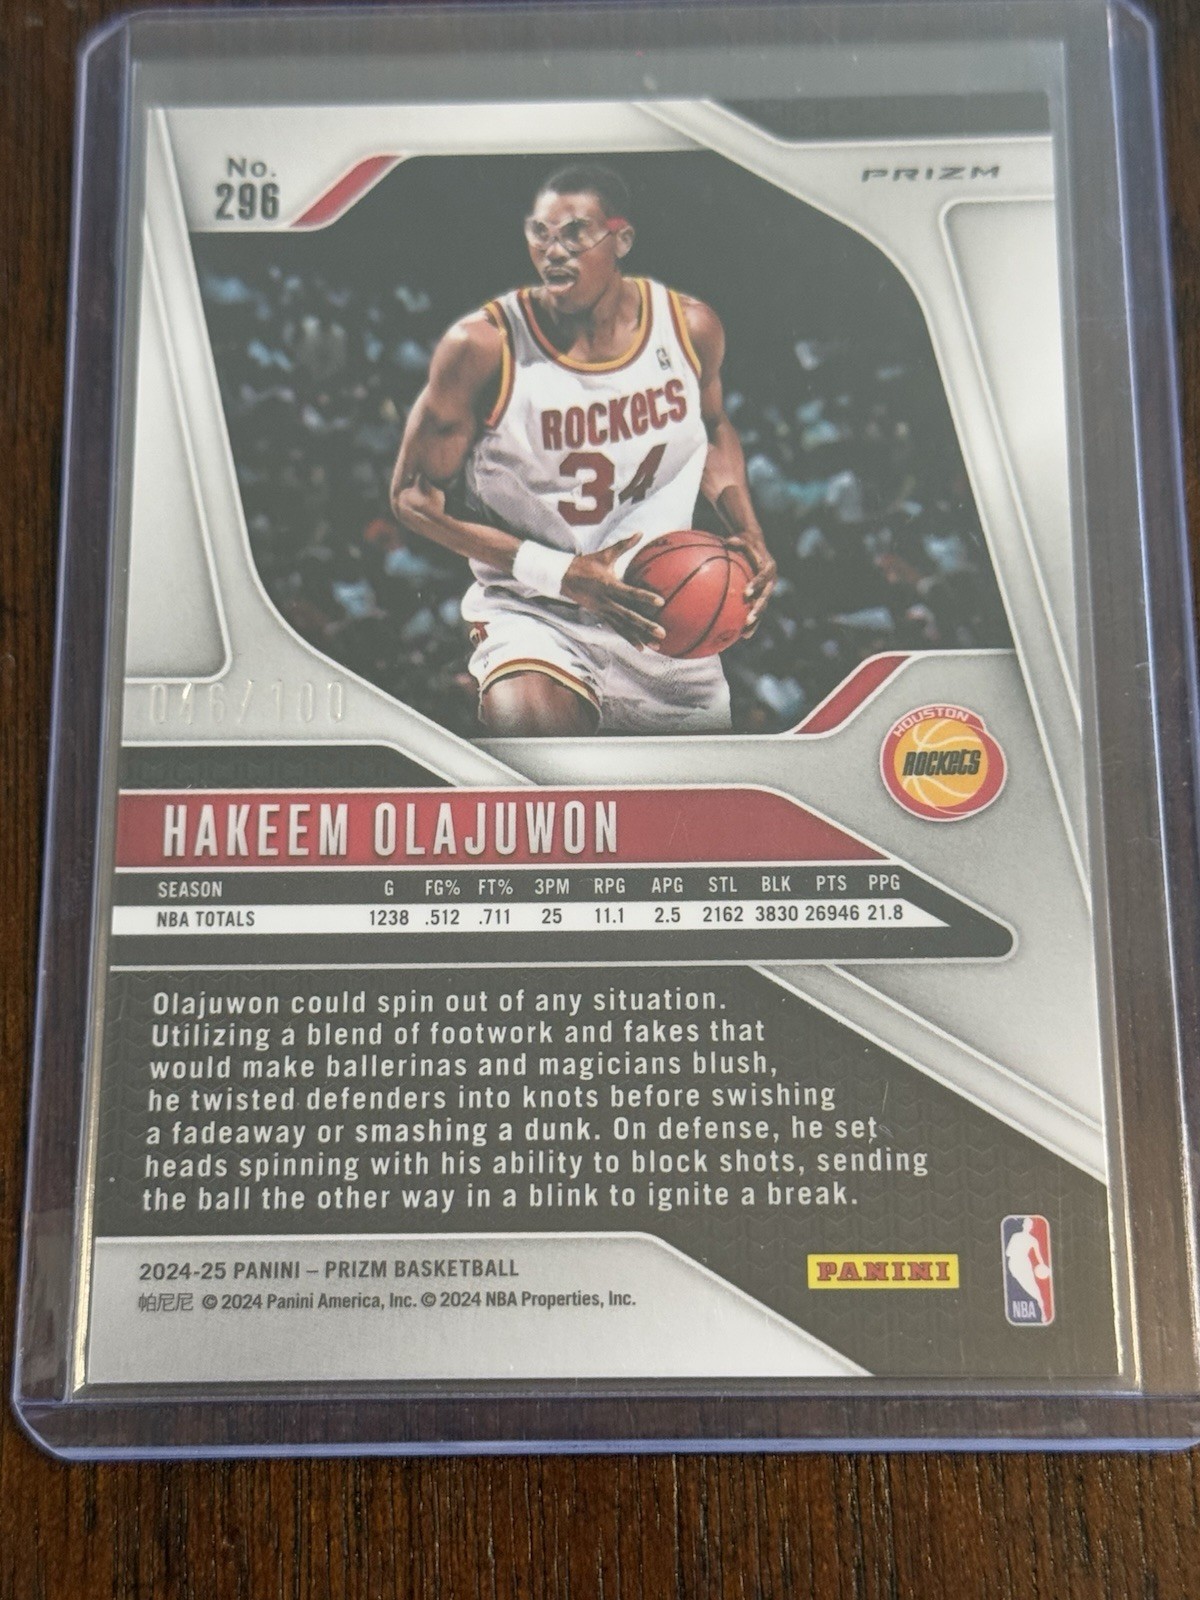 No.
296
PRIZM
ROCKETS
34
046/100
HOUSTON
ROCKETS
HAKEEM OLAJUWON
SEASON G FG% FT% 3PM RPG APG STL BLK PTS PPG
NBA TOTALS 1238 .512 .711 25 11.1 2.5 2162 3830 26946 21.8
Olajuwon could spin out of any situation.
Utilizing a blend of footwork and fakes that
would make ballerinas and magicians blush,
he twisted defenders into knots before swishing
a fadeaway or smashing a dunk. On defense, he set
heads spinning with his ability to block shots, sending
the ball the other way in a blink to ignite a break.
2024-25 PANINI – PRIZM BASKETBALL
帕尼尼 © 2024 Panini America, Inc. © 2024 NBA Properties, Inc.
PANINI
NBA